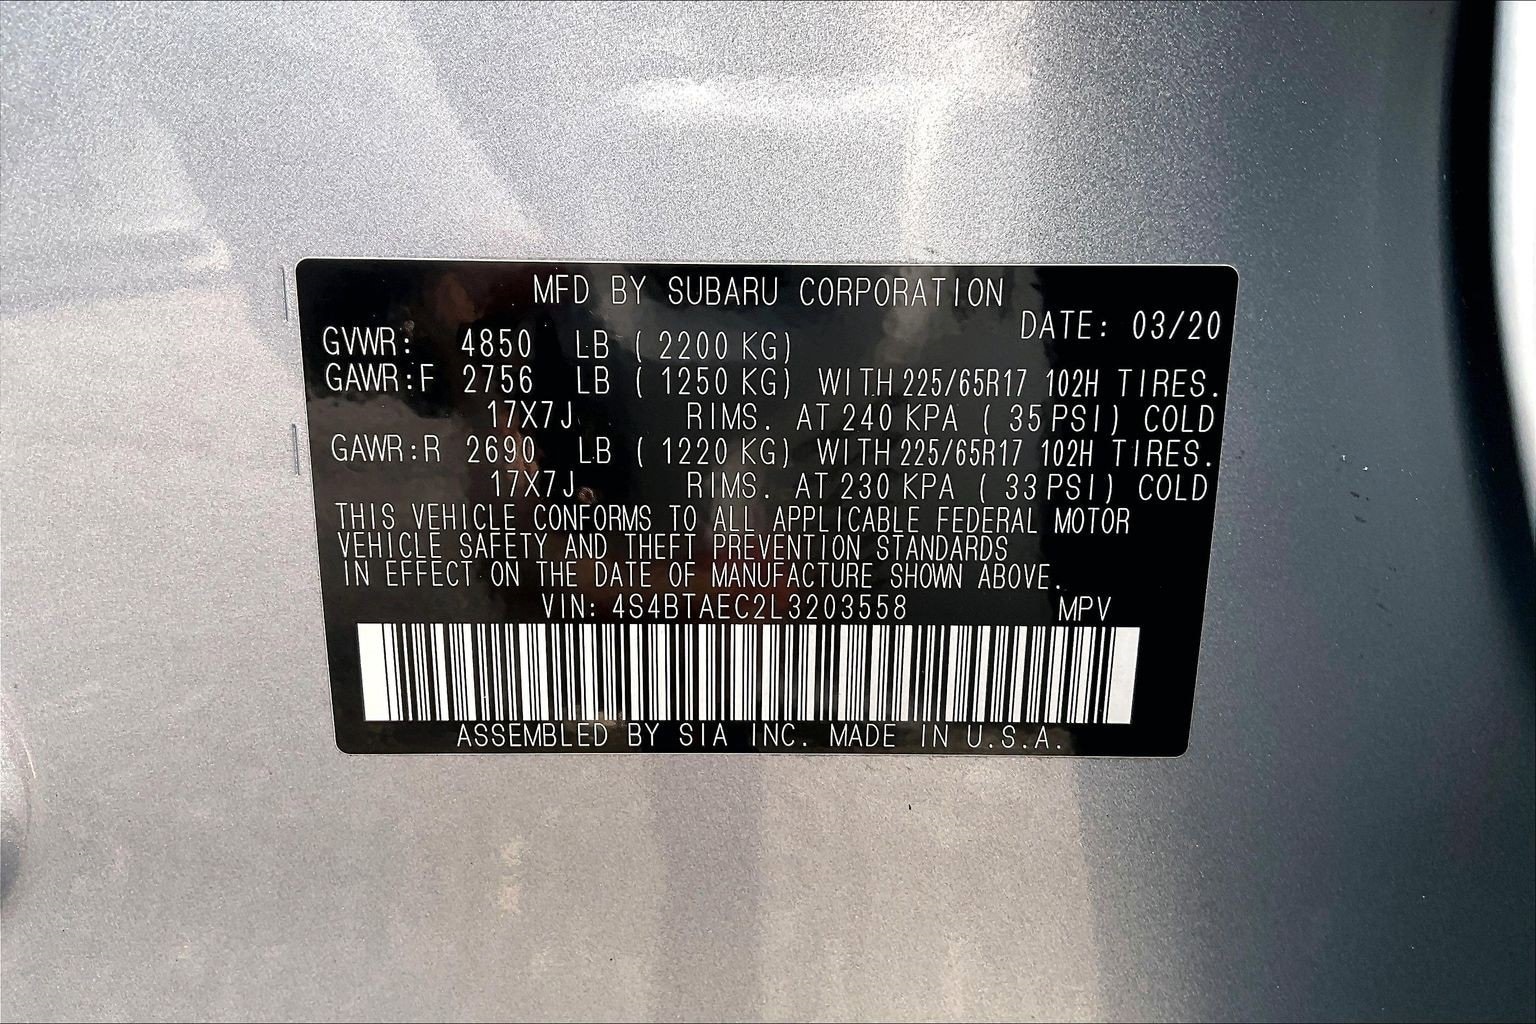 MFD BY SUBARU CORPORATION
DATE: 03/20
GVWR: 4850 LB ( 2200 KG)
GAWR:F 2756 LB ( 1250 KG) WITH 225/65R17 102H TIRES.
17X7J RIMS. AT 240 KPA ( 35 PSI) COLD
GAWR:R 2690 LB ( 1220 KG) WITH 225/65R17 102H TIRES.
17X7J RIMS. AT 230 KPA ( 33 PSI) COLD
THIS VEHICLE CONFORMS TO ALL APPLICABLE FEDERAL MOTOR
VEHICLE SAFETY AND THEFT PREVENTION STANDARDS
IN EFFECT ON THE DATE OF MANUFACTURE SHOWN ABOVE.
VIN: 4S4BTAEC2L3203558 MPV
ASSEMBLED BY SIA INC. MADE IN U.S.A.